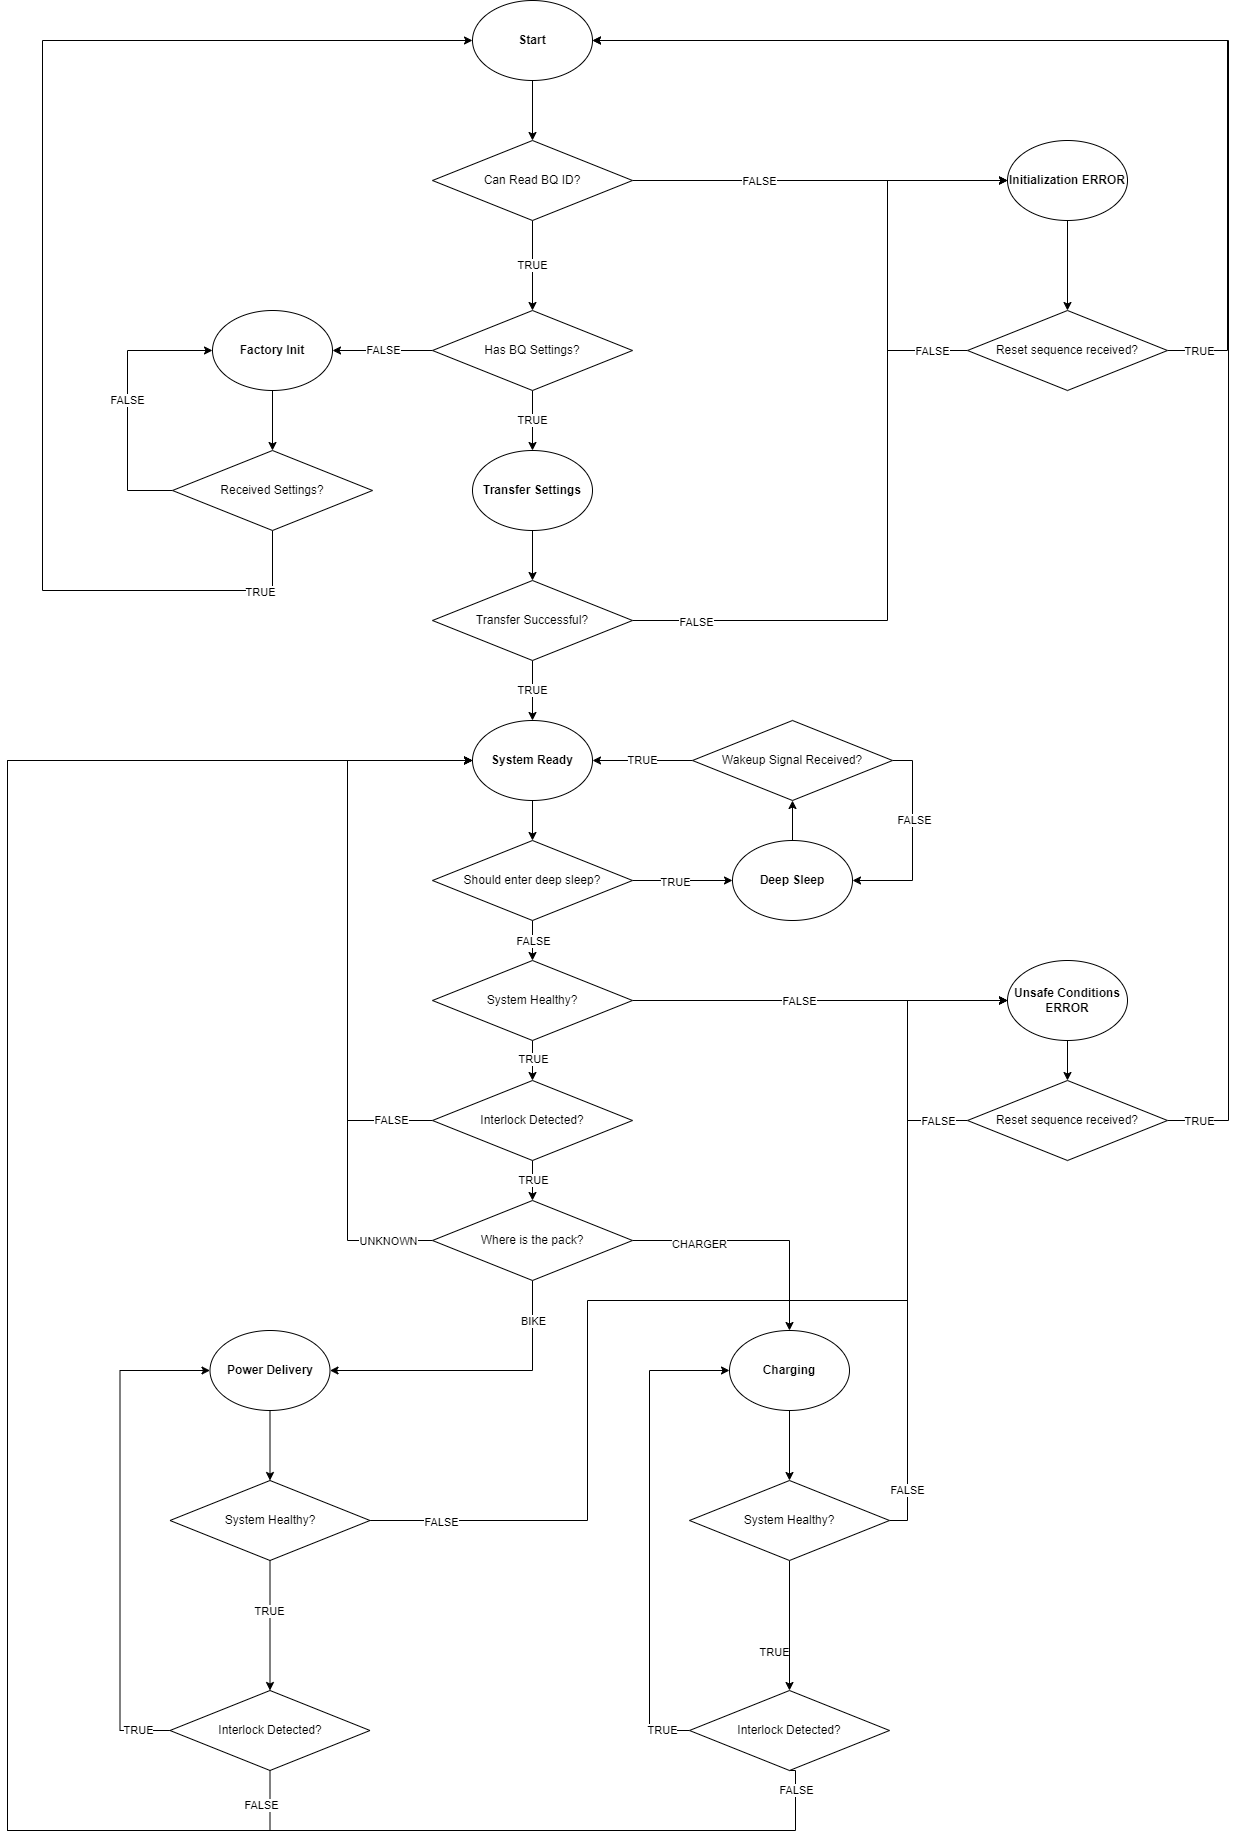 Start
Can Read BQ ID?
FALSE
Initialization ERROR
TRUE
Factory Init
FALSE
Has BQ Settings?
FALSE
Reset sequence received?
TRUE
FALSE
TRUE
Received Settings?
Transfer Settings
TRUE
Transfer Successful?
FALSE
TRUE
System Ready
TRUE
Wakeup Signal Received?
FALSE
Should enter deep sleep?
TRUE
Deep Sleep
FALSE
System Healthy?
FALSE
Unsafe Conditions
ERROR
TRUE
FALSE
Interlock Detected?
FALSE
Reset sequence received?
TRUE
TRUE
UNKNOWN
Where is the pack?
CHARGER
BIKE
Power Delivery
Charging
FALSE
System Healthy?
FALSE
System Healthy?
TRUE
TRUE
TRUE
Interlock Detected?
TRUE
Interlock Detected?
FALSE
FALSE